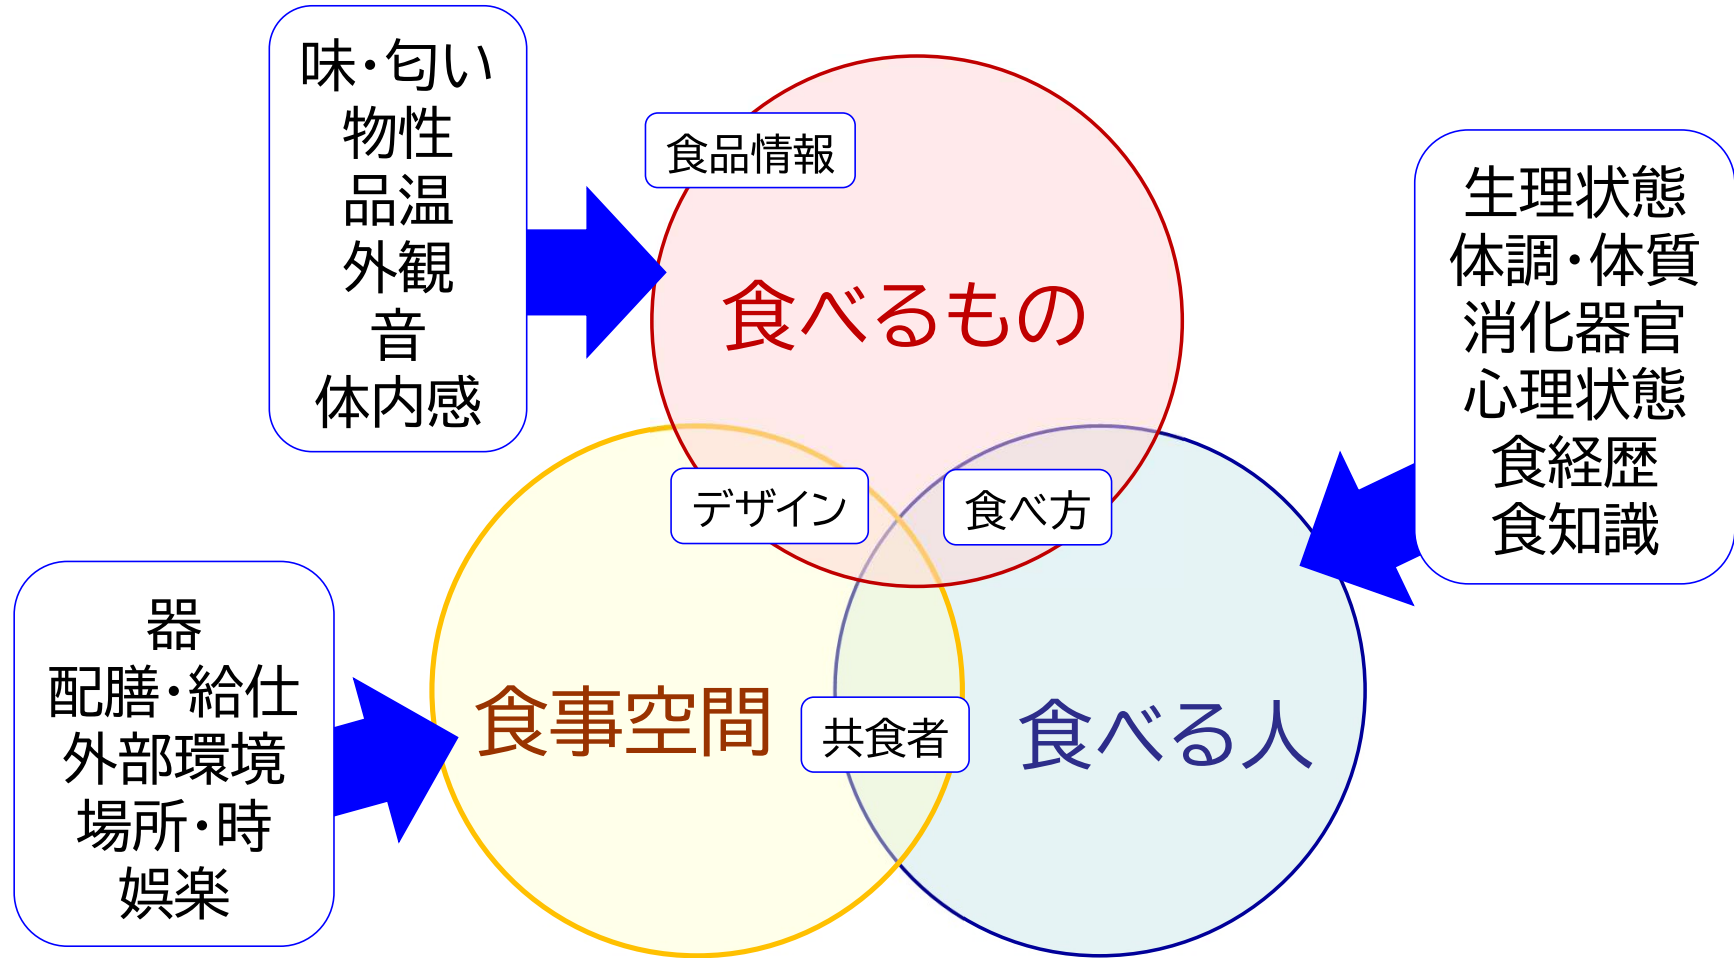 味・匂い
物性
品温
外観
音
体内感
食品情報
食べるもの
生理状態
体調・体質
消化器官
心理状態
食経歴
食知識
デザイン
食べ方
器
配膳・給仕
外部環境
場所・時
娯楽
食事空間
共食者
食べる人